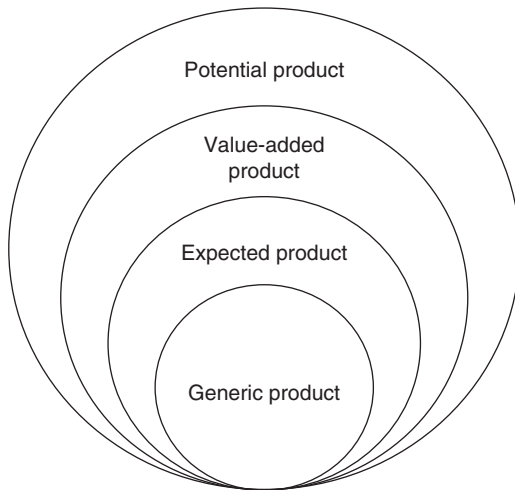 Potential product
Value-added
product
Expected product
Generic product